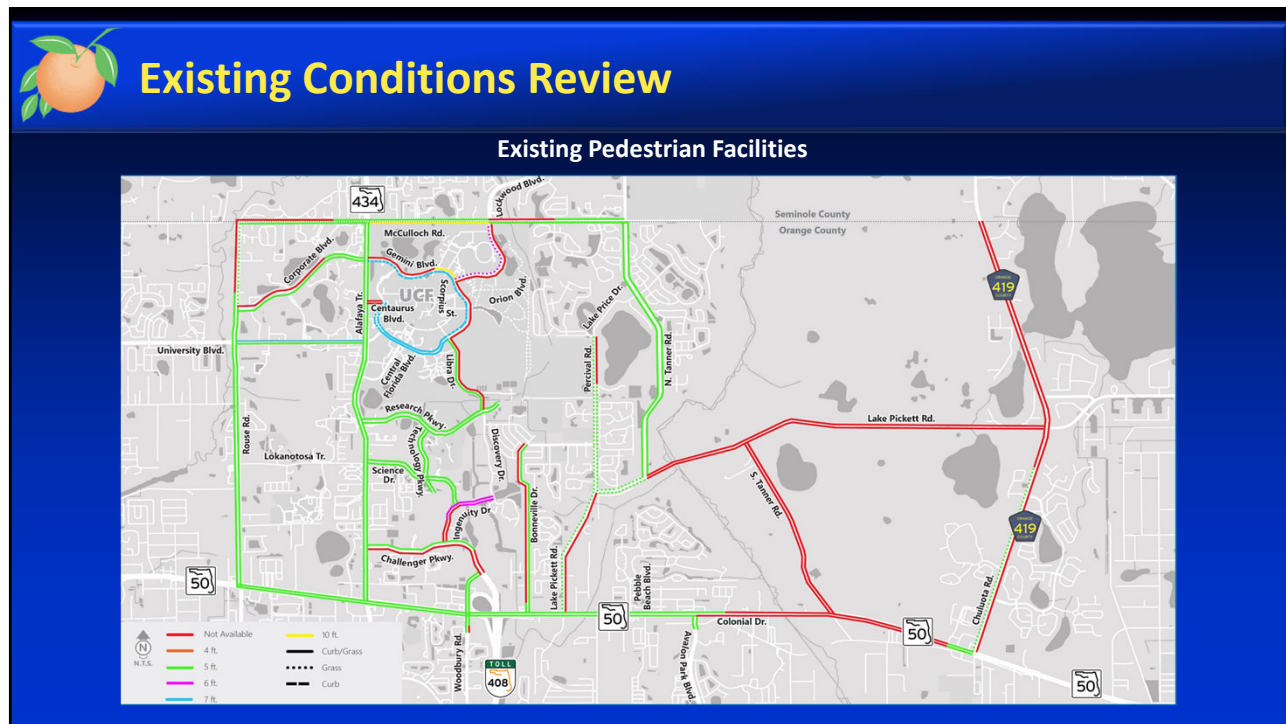 Existing Conditions Review
Existing Pedestrian Facilities
434
Lockwood Blvd.
Seminole County
Orange County
McCulloch Rd.
Corporate Blvd.
Gemini Blvd.
ORANGE
419
COUNTY
UCF
Scorpius
St.
Orion Blvd.
Alafaya Tr.
Centaurus
Blvd.
Lake Price Dr.
University Blvd.
Central
Florida Blvd.
Libra Dr.
Percival Rd.
N. Tanner Rd.
Research Pkwy.
Lake Pickett Rd.
Rouse Rd.
Technology Pkwy.
Discovery Dr.
Lokanotosa Tr.
Science
Dr.
S. Tanner Rd.
Ingenuity Dr
Bonneville Dr.
ORANGE
419
COUNTY
Challenger Pkwy.
50
Lake Pickett Rd.
Pebble
Beach Blvd.
Chuluota Rd.
50
Colonial Dr.
50
Woodbury Rd.
Avalon Park Blvd.
TOLL
408
50
N
N.T.S.
Not Available
4 ft.
5 ft.
6 ft.
7 ft.
10 ft.
Curb/Grass
Grass
Curb